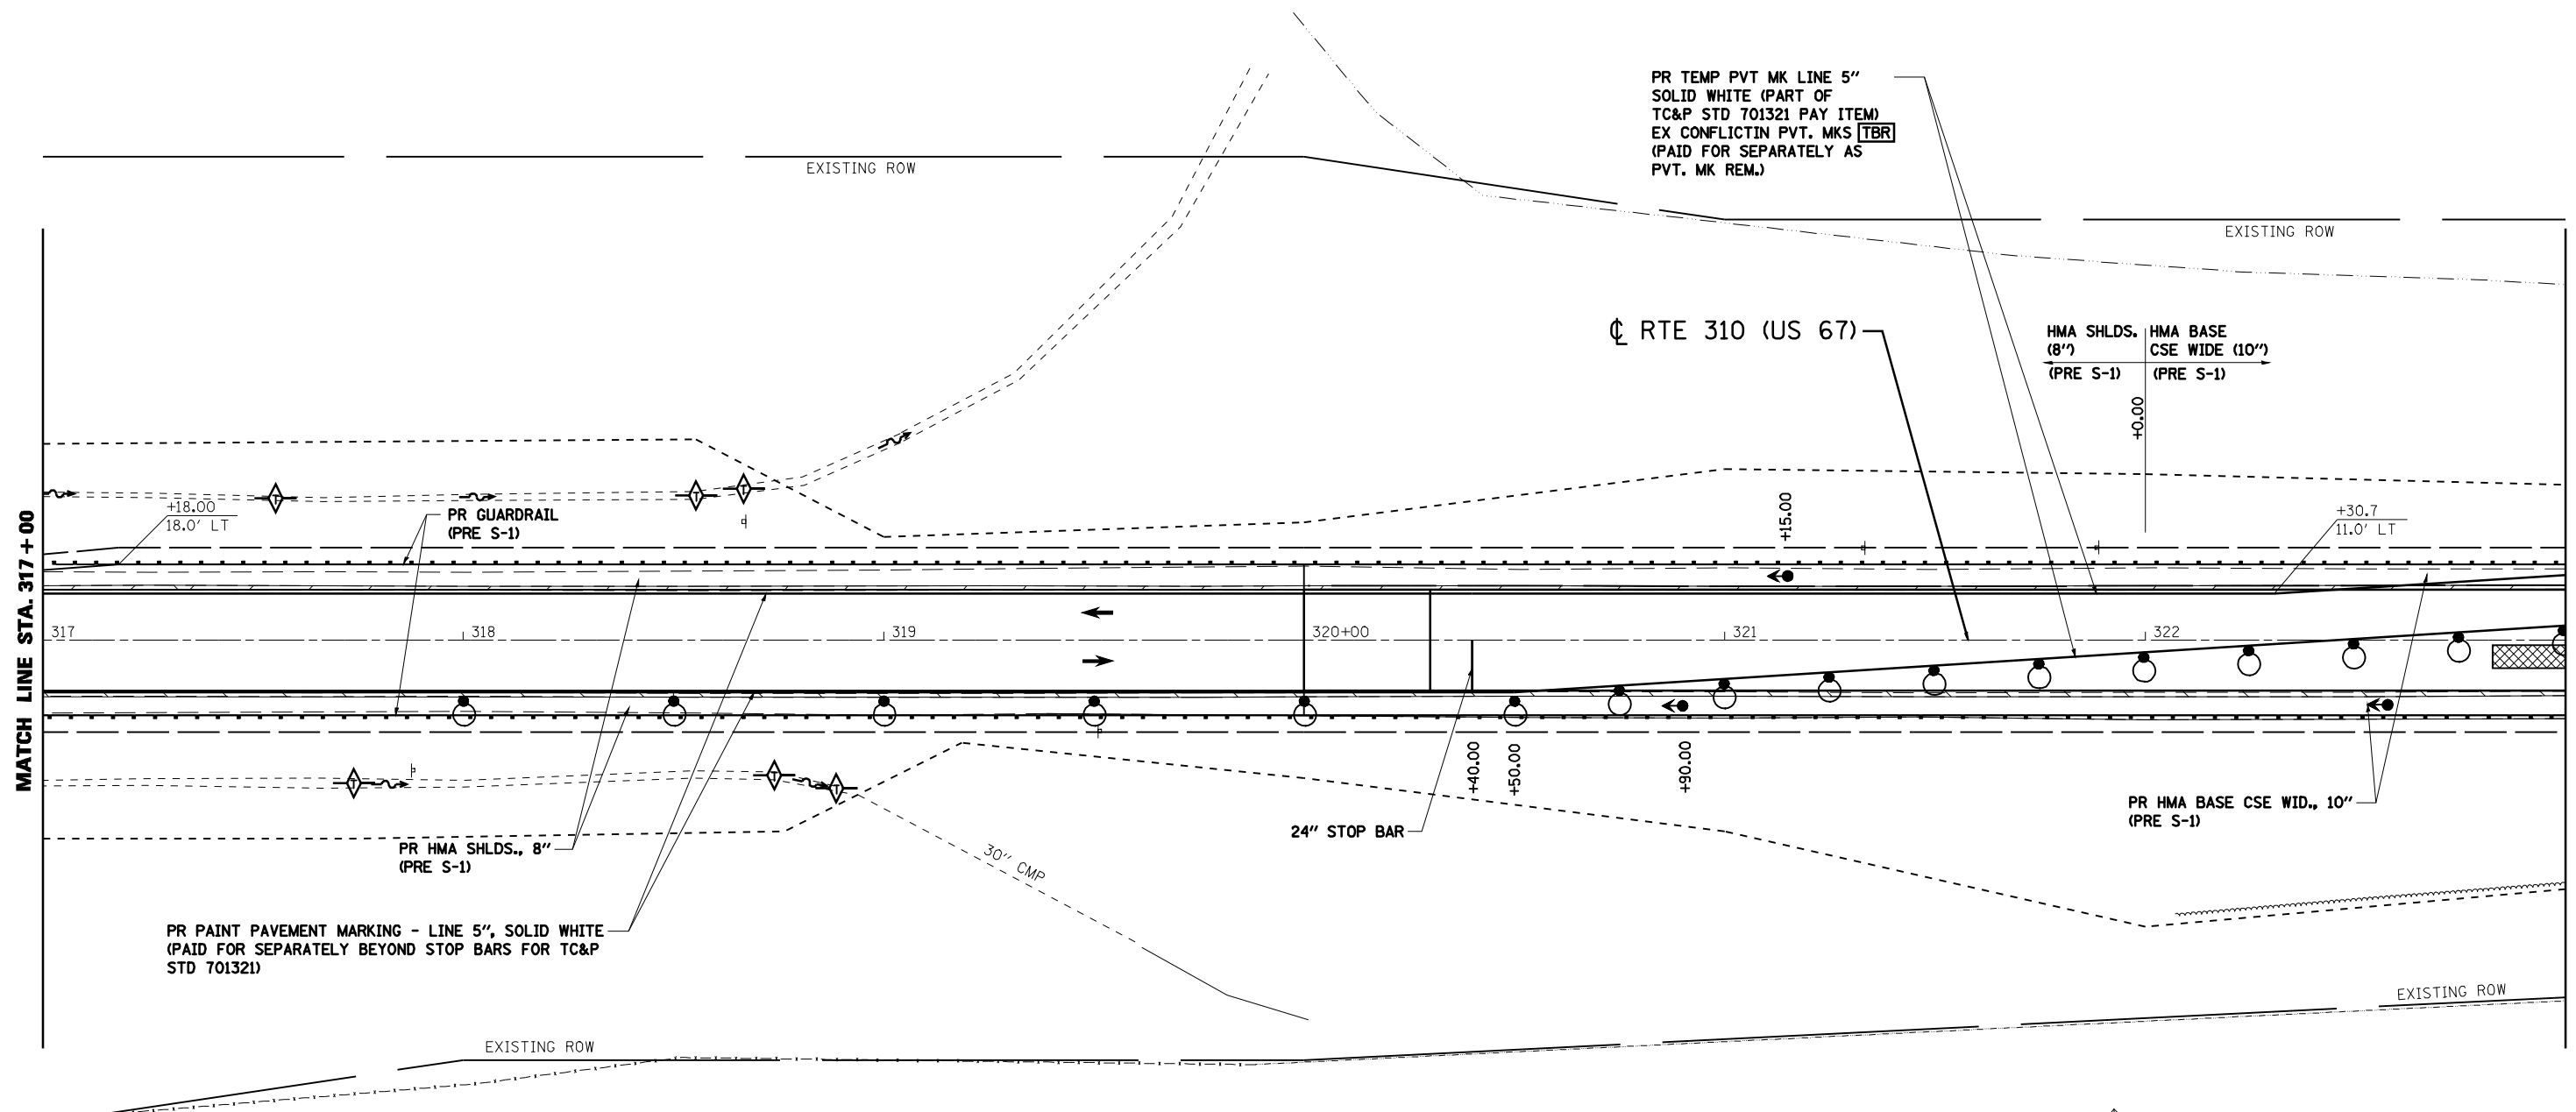 PR TEMP PVT MK LINE 5"
SOLID WHITE (PART OF
TC&P STD 701321 PAY ITEM)
EX CONFLICTIN PVT. MKS TBR
(PAID FOR SEPARATELY AS
PVT. MK REM.)
EXISTING ROW
EXISTING ROW
℄ RTE 310 (US 67)
HMA SHLDS.
(8")
(PRE S-1)
HMA BASE
CSE WIDE (10")
(PRE S-1)
+0.00
MATCH LINE STA. 317+00
+18.00
18.0' LT
T
T
T
PR GUARDRAIL
(PRE S-1)
+15.00
+30.7
11.0' LT
317
318
319
320+00
321
322
+40.00
+50.00
+90.00
T
T
T
24" STOP BAR
PR HMA BASE CSE WID., 10"
(PRE S-1)
PR HMA SHLDS., 8"
(PRE S-1)
30" CMP
PR PAINT PAVEMENT MARKING - LINE 5", SOLID WHITE
(PAID FOR SEPARATELY BEYOND STOP BARS FOR TC&P
STD 701321)
EXISTING ROW
EXISTING ROW